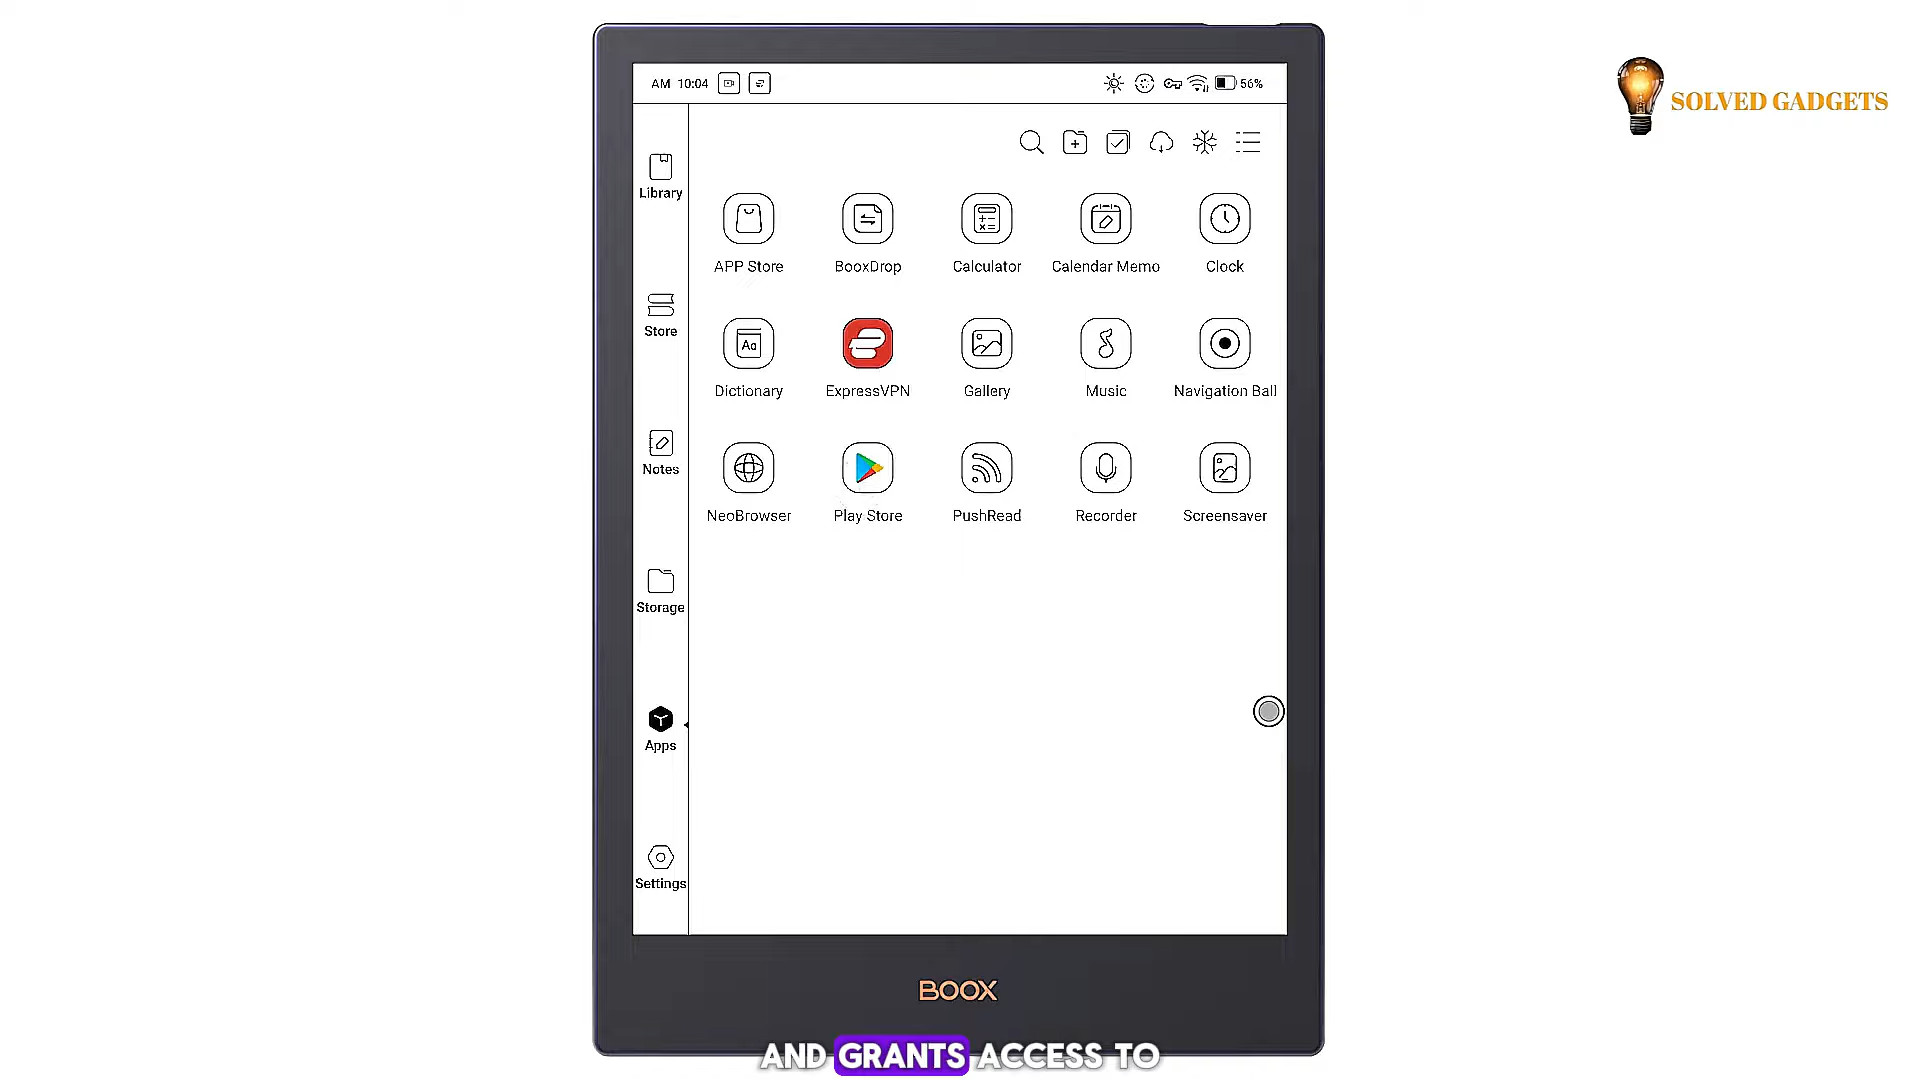 AM 10:04 56%
SOLVED GADGETS
Library
APP Store BooxDrop Calculator Calendar Memo Clock
Store
Aa
Dictionary ExpressVPN Gallery Music Navigation Ball
Notes
NeoBrowser Play Store PushRead Recorder Screensaver
Storage
Apps
Settings
BOOX
AND GRANTS ACCESS TO